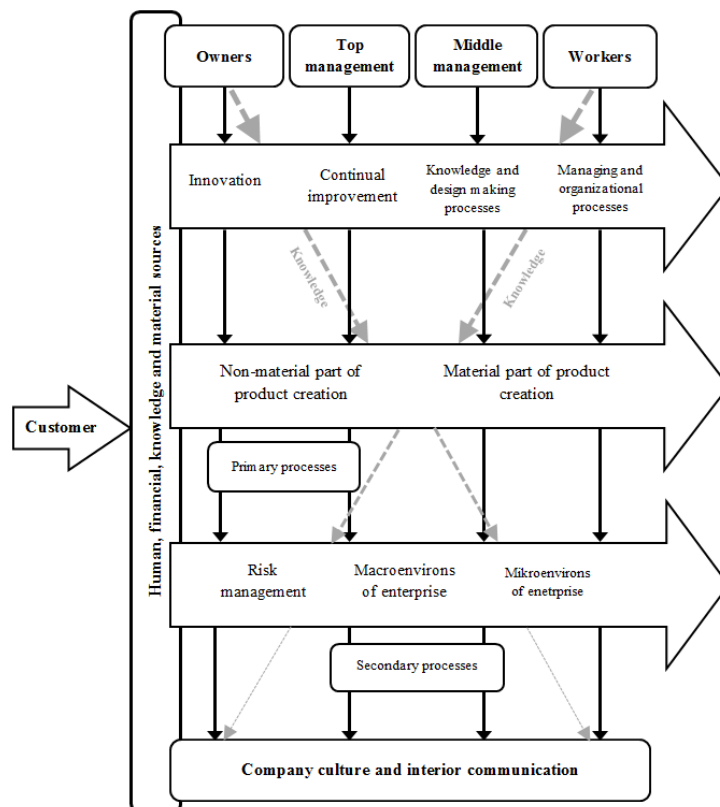 Owners
Top
management
Middle
management
Workers
Innovation
Continual
improvement
Knowledge and
design making
processes
Managing and
organizational
processes
Knowledge
Knowledge
Human, financial, knowledge and material sources
Non-material part of
product creation
Material part of product
creation
Customer
Primary processes
Risk
management
Macroenvirons
of enterprise
Mikroenvirons
of enetrprise
Secondary processes
Company culture and interior communication